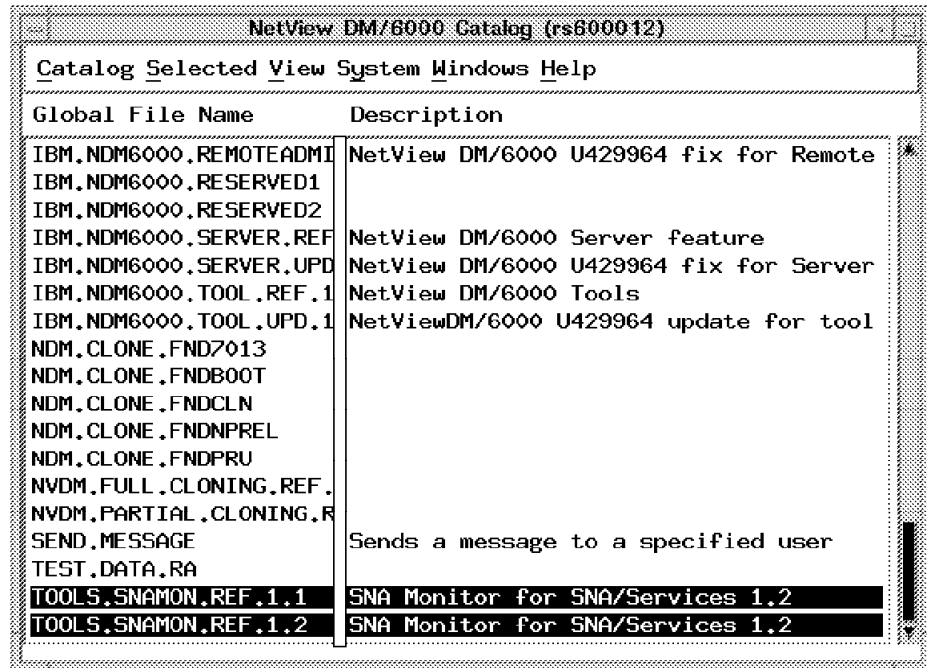 NetView DM/6000 Catalog (rs600012)
Catalog Selected View System Windows Help
Global File Name Description
IBM.NDM6000.REMOTEADMI NetView DM/6000 U429964 fix for Remote
IBM.NDM6000.RESERVED1
IBM.NDM6000.RESERVED2
IBM.NDM6000.SERVER.REF NetView DM/6000 Server feature
IBM.NDM6000.SERVER.UPD NetView DM/6000 U429964 fix for Server
IBM.NDM6000.TOOL.REF.1 NetView DM/6000 Tools
IBM.NDM6000.TOOL.UPD.1 NetViewDM/6000 U429964 update for tool
NDM.CLONE.FND7013
NDM.CLONE.FNDBOOT
NDM.CLONE.FNDCLN
NDM.CLONE.FNDNPREL
NDM.CLONE.FNDPRU
NVDM.FULL.CLONING.REF.
NVDM.PARTIAL.CLONING.R
SEND.MESSAGE Sends a message to a specified user
TEST.DATA.RA
TOOLS.SNAMON.REF.1.1 SNA Monitor for SNA/Services 1.2
TOOLS.SNAMON.REF.1.2 SNA Monitor for SNA/Services 1.2